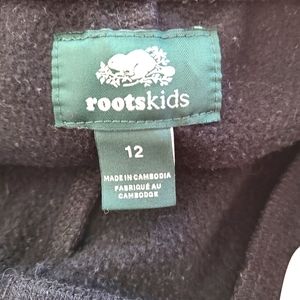 rootskids
12
MADE IN CAMBODIA
FABRIQUÉ AU
CAMBODGE